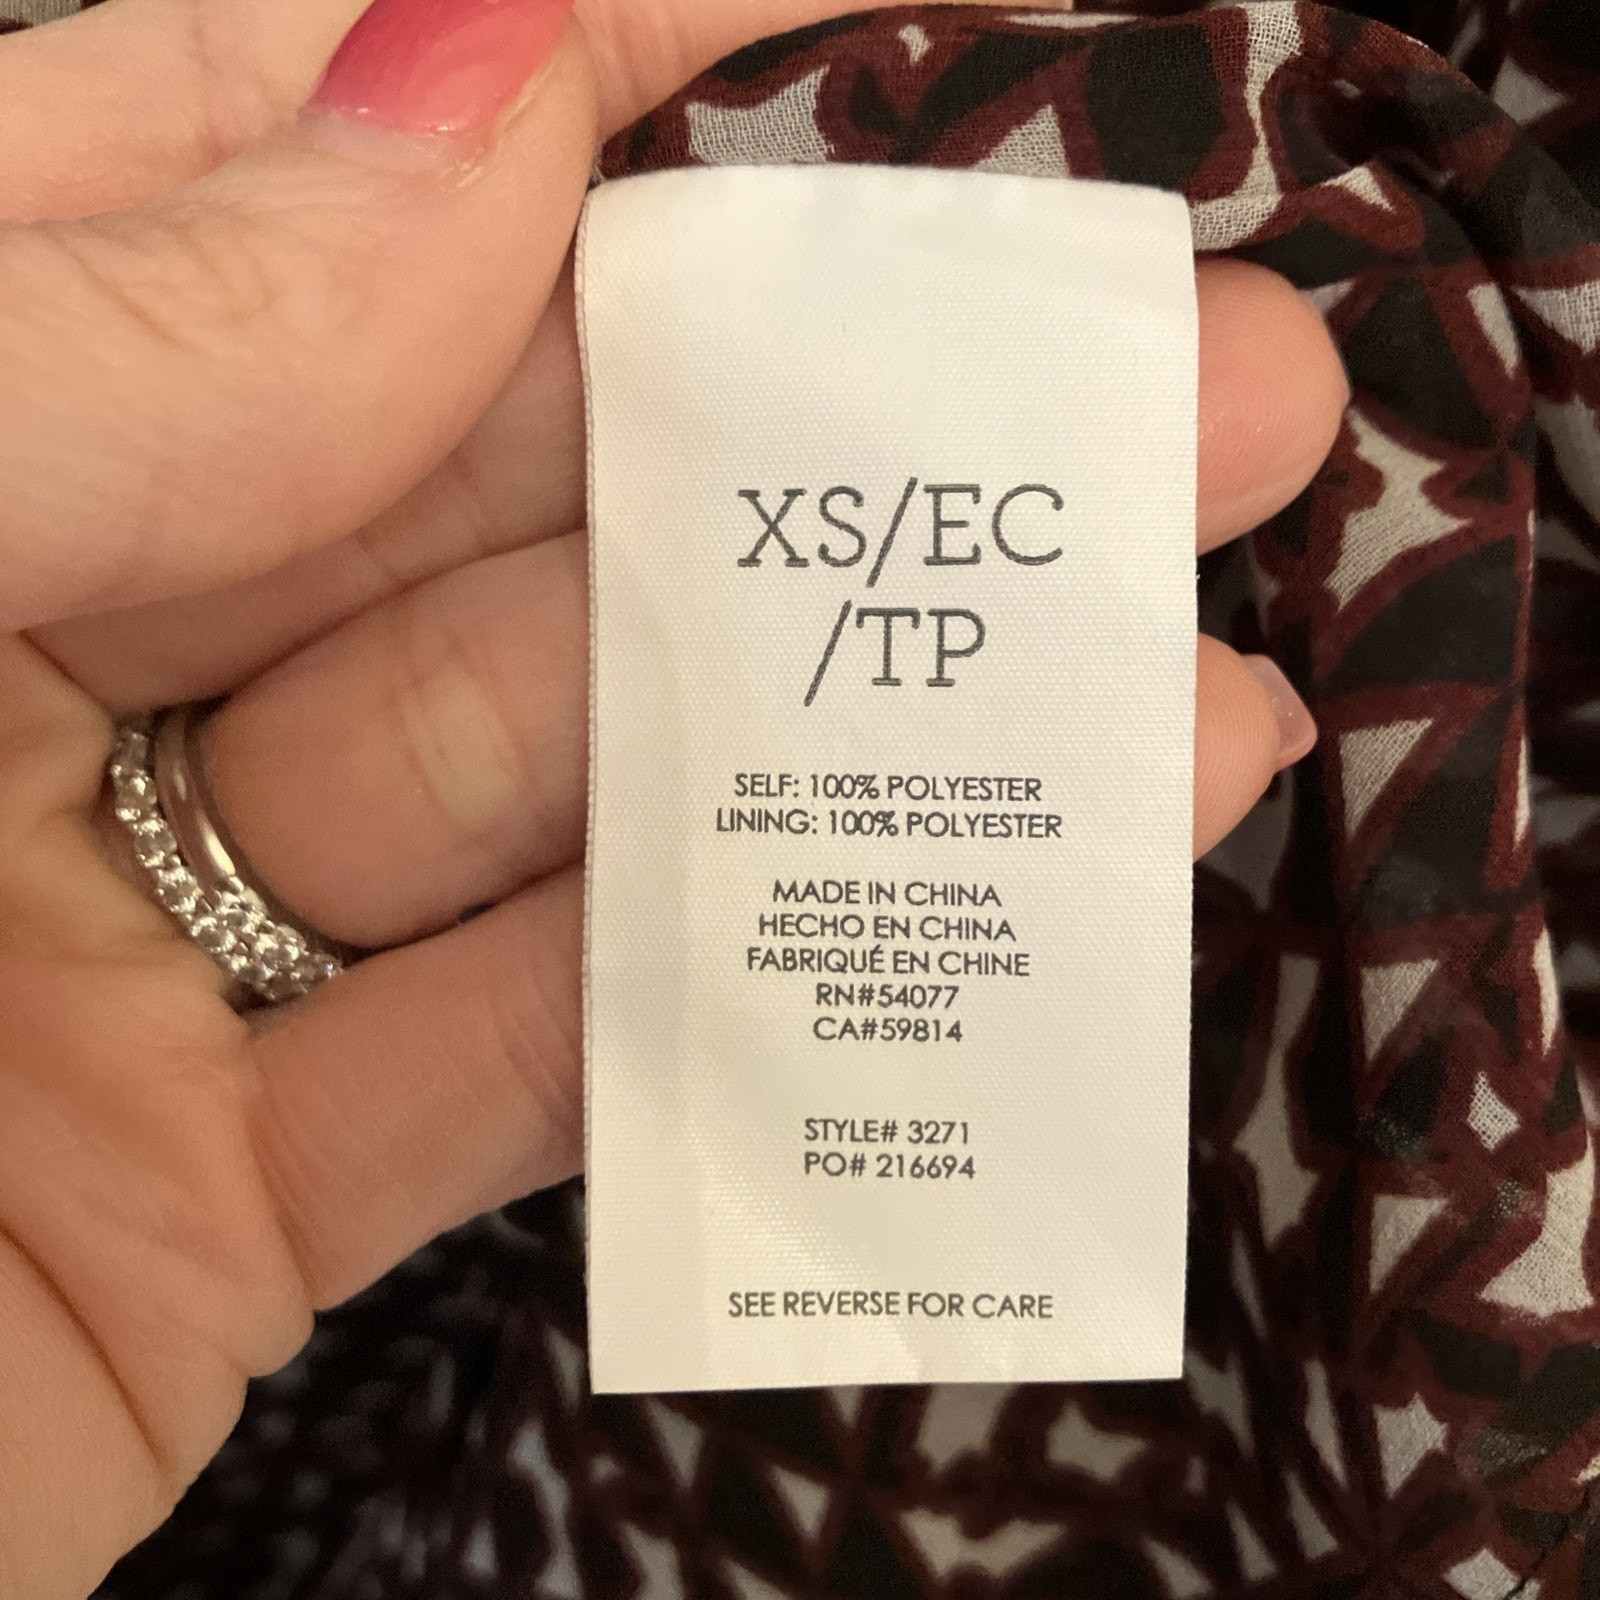 XS/EC
/TP
SELF: 100% POLYESTER
LINING: 100% POLYESTER
MADE IN CHINA
HECHO EN CHINA
FABRIQUÉ EN CHINE
RN#54077
CA#59814
STYLE# 3271
PO# 216694
SEE REVERSE FOR CARE